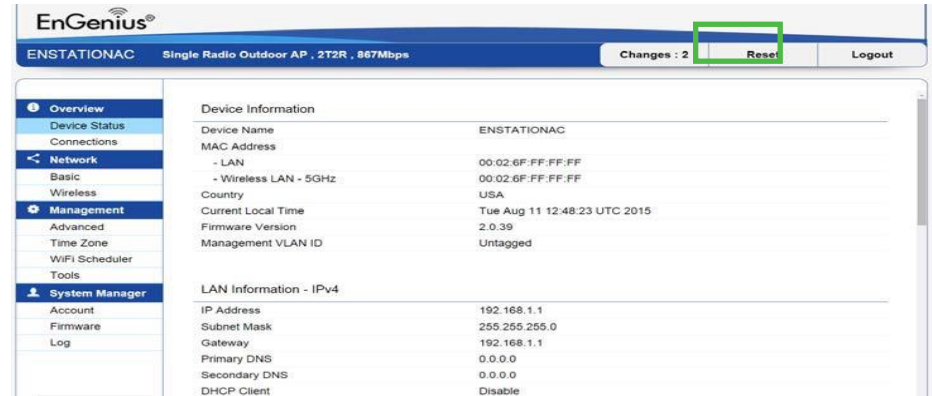 EnGenius®
ENSTATIONAC Single Radio Outdoor AP , 2T2R , 867Mbps Changes : 2 Reset Logout
Overview
Device Status
Connections
Network
Basic
Wireless
Management
Advanced
Time Zone
WiFi Scheduler
Tools
System Manager
Account
Firmware
Log
Device Information
Device Name ENSTATIONAC
MAC Address
- LAN 00:02:6F:FF:FF:FF
- Wireless LAN - 5GHz 00:02:6F:FF:FF:FF
Country USA
Current Local Time Tue Aug 11 12:48:23 UTC 2015
Firmware Version 2.0.39
Management VLAN ID Untagged
LAN Information - IPv4
IP Address 192.168.1.1
Subnet Mask 255.255.255.0
Gateway 192.168.1.1
Primary DNS 0.0.0.0
Secondary DNS 0.0.0.0
DHCP Client Disable